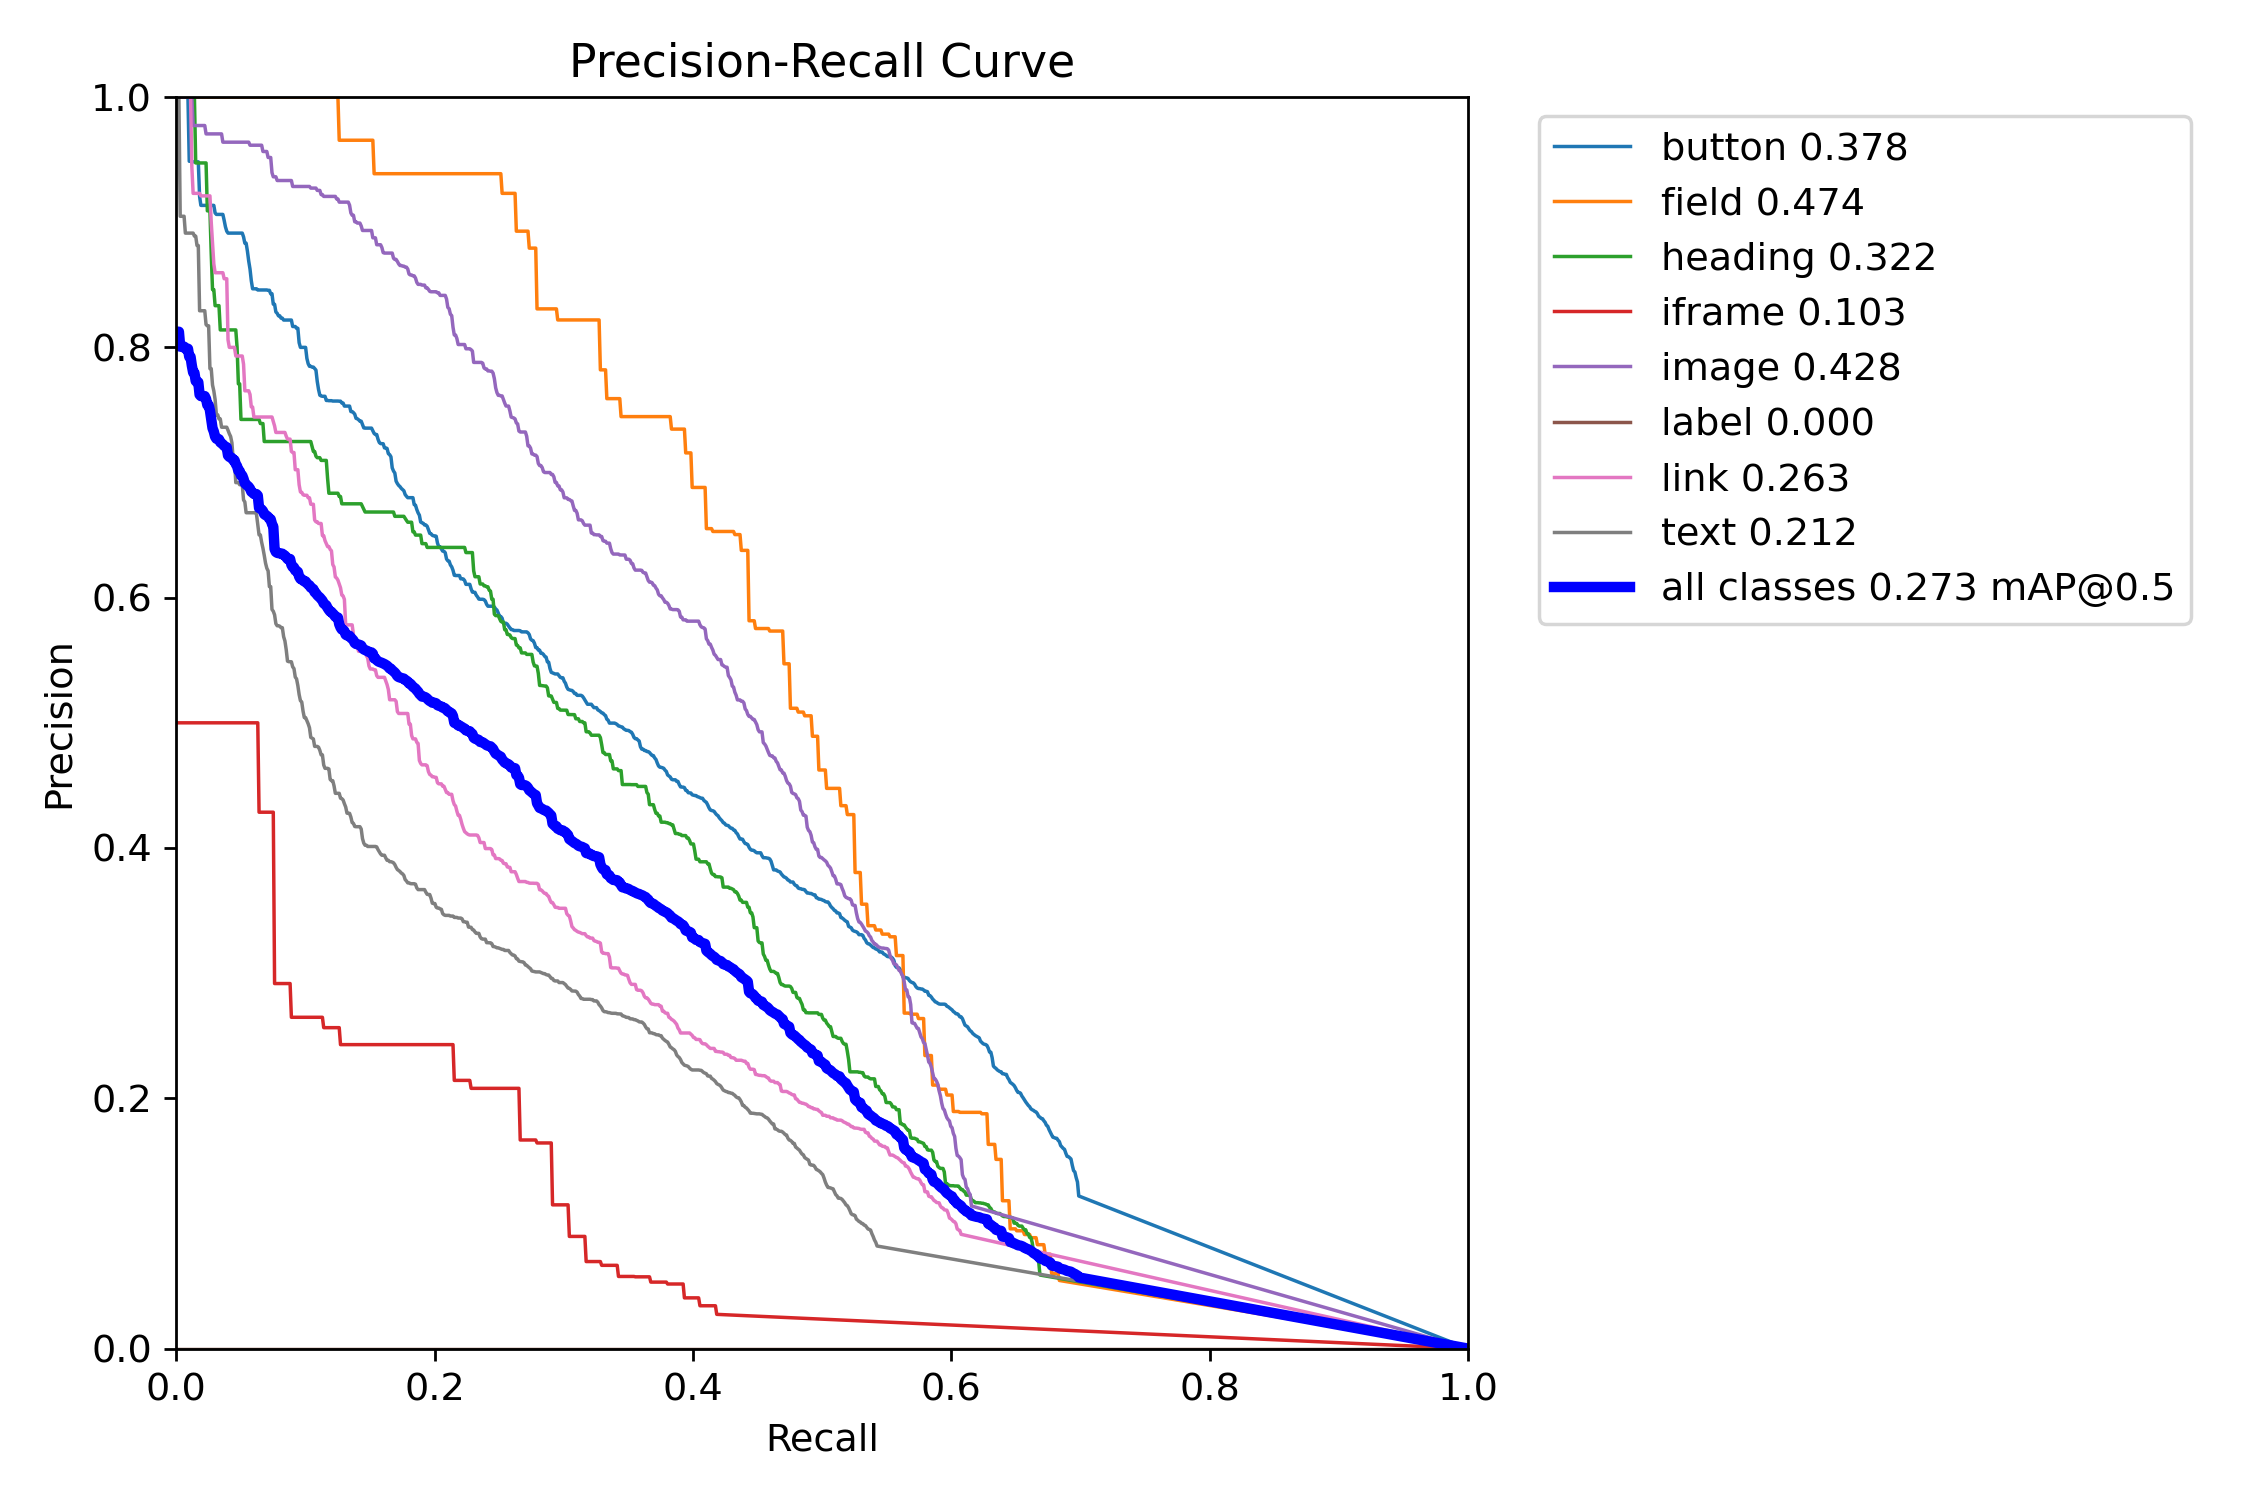 Precision-Recall Curve
1.0
0.8
0.6
0.4
0.2
0.0
Precision
0.0 0.2 0.4 0.6 0.8 1.0
Recall
button 0.378
field 0.474
heading 0.322
iframe 0.103
image 0.428
label 0.000
link 0.263
text 0.212
all classes 0.273 mAP@0.5